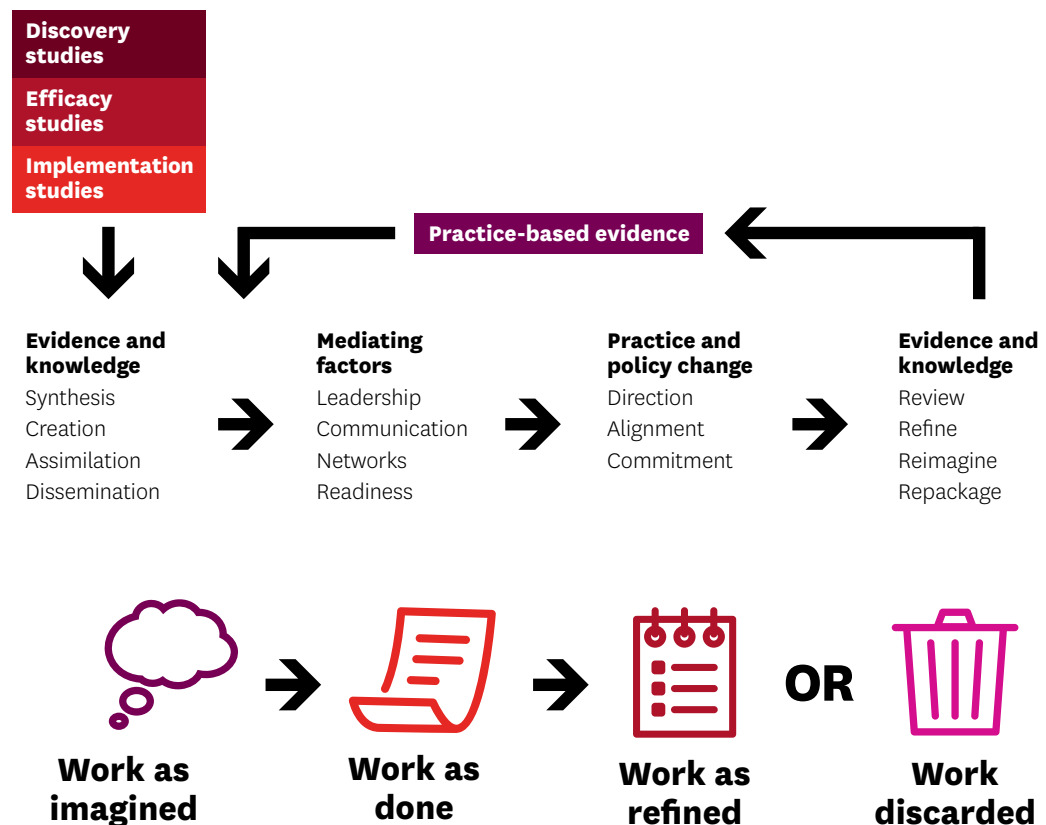 Discovery
studies
Efficacy
studies
Implementation
studies
Practice-based evidence
Evidence and
knowledge
Synthesis
Creation
Assimilation
Dissemination
Mediating
factors
Leadership
Communication
Networks
Readiness
Practice and
policy change
Direction
Alignment
Commitment
Evidence and
knowledge
Review
Refine
Reimagine
Repackage
Work as
imagined
Work as
done
Work as
refined
OR
Work
discarded